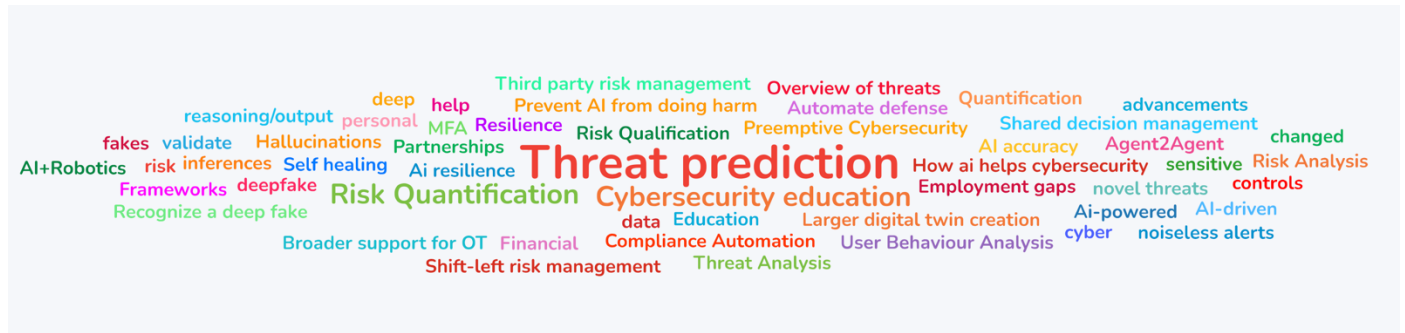 Third party risk management
Overview of threats
deep
help
Prevent AI from doing harm
Automate defense
Quantification
advancements
reasoning/output
personal
MFA
Resilience
Risk Qualification
Preemptive Cybersecurity
Shared decision management
changed
fakes
validate
Hallucinations
Partnerships
AI accuracy
Agent2Agent
AI+Robotics
risk
inferences
Self healing
Ai resilience
Threat prediction
How ai helps cybersecurity
sensitive
Risk Analysis
Frameworks
deepfake
Risk Quantification
Cybersecurity education
Employment gaps
novel threats
controls
Recognize a deep fake
data
Education
Larger digital twin creation
Ai-powered
AI-driven
Broader support for OT
Financial
Compliance Automation
User Behaviour Analysis
cyber
noiseless alerts
Shift-left risk management
Threat Analysis